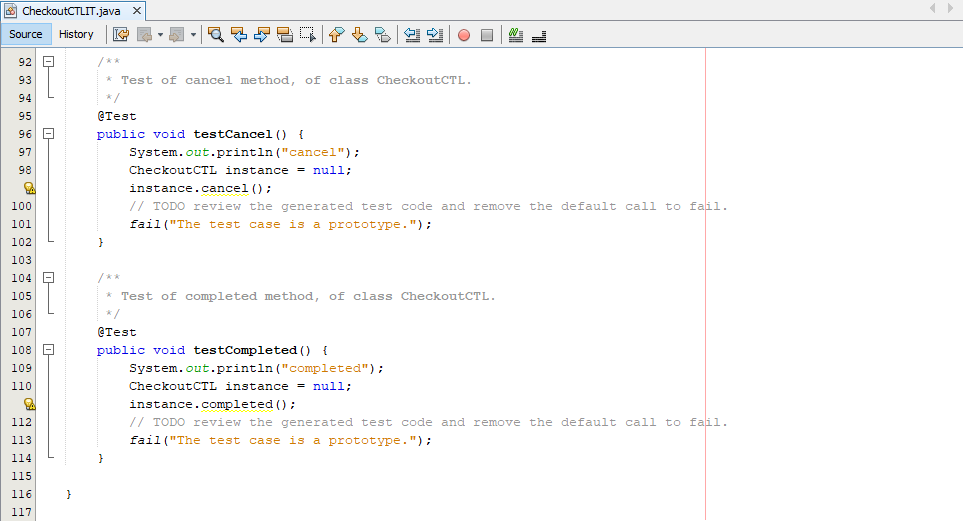 CheckoutCTLIT.java
Source History
92 /**
93 * Test of cancel method, of class CheckoutCTL.
94 */
95 @Test
96 public void testCancel() {
97 System.out.println("cancel");
98 CheckoutCTL instance = null;
instance.cancel();
100 // TODO review the generated test code and remove the default call to fail.
101 fail("The test case is a prototype.");
102 }
103
104 /**
105 * Test of completed method, of class CheckoutCTL.
106 */
107 @Test
108 public void testCompleted() {
109 System.out.println("completed");
110 CheckoutCTL instance = null;
instance.completed();
112 // TODO review the generated test code and remove the default call to fail.
113 fail("The test case is a prototype.");
114 }
115
116 }
117